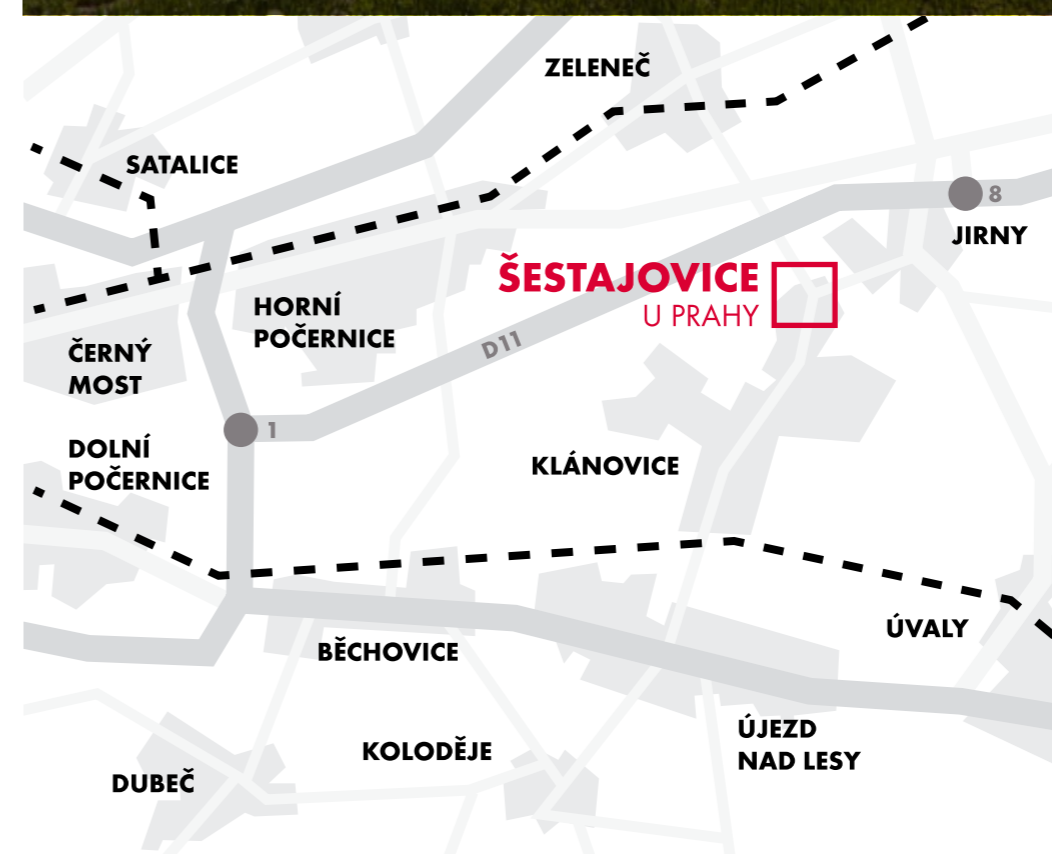 ZELENEČ
SATALICE
8
JIRNY
ŠESTAJOVICE
U PRAHY
HORNÍ
POČERNICE
D11
ČERNÝ
MOST
1
DOLNÍ
POČERNICE
KLÁNOVICE
ÚVALY
BĚCHOVICE
ÚJEZD
NAD LESY
KOLODĚJE
DUBEČ